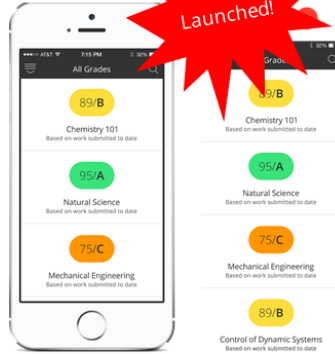 Launched!
AT&T 7:15 PM 32%
All Grades
89/B
Chemistry 101
Based on work submitted to date
95/A
Natural Science
Based on work submitted to date
75/C
Mechanical Engineering
Based on work submitted to date
32%
Grades
89/B
Chemistry 101
Based on work submitted to date
95/A
Natural Science
Based on work submitted to date
75/C
Mechanical Engineering
Based on work submitted to date
89/B
Control of Dynamic Systems
Based on work submitted to date